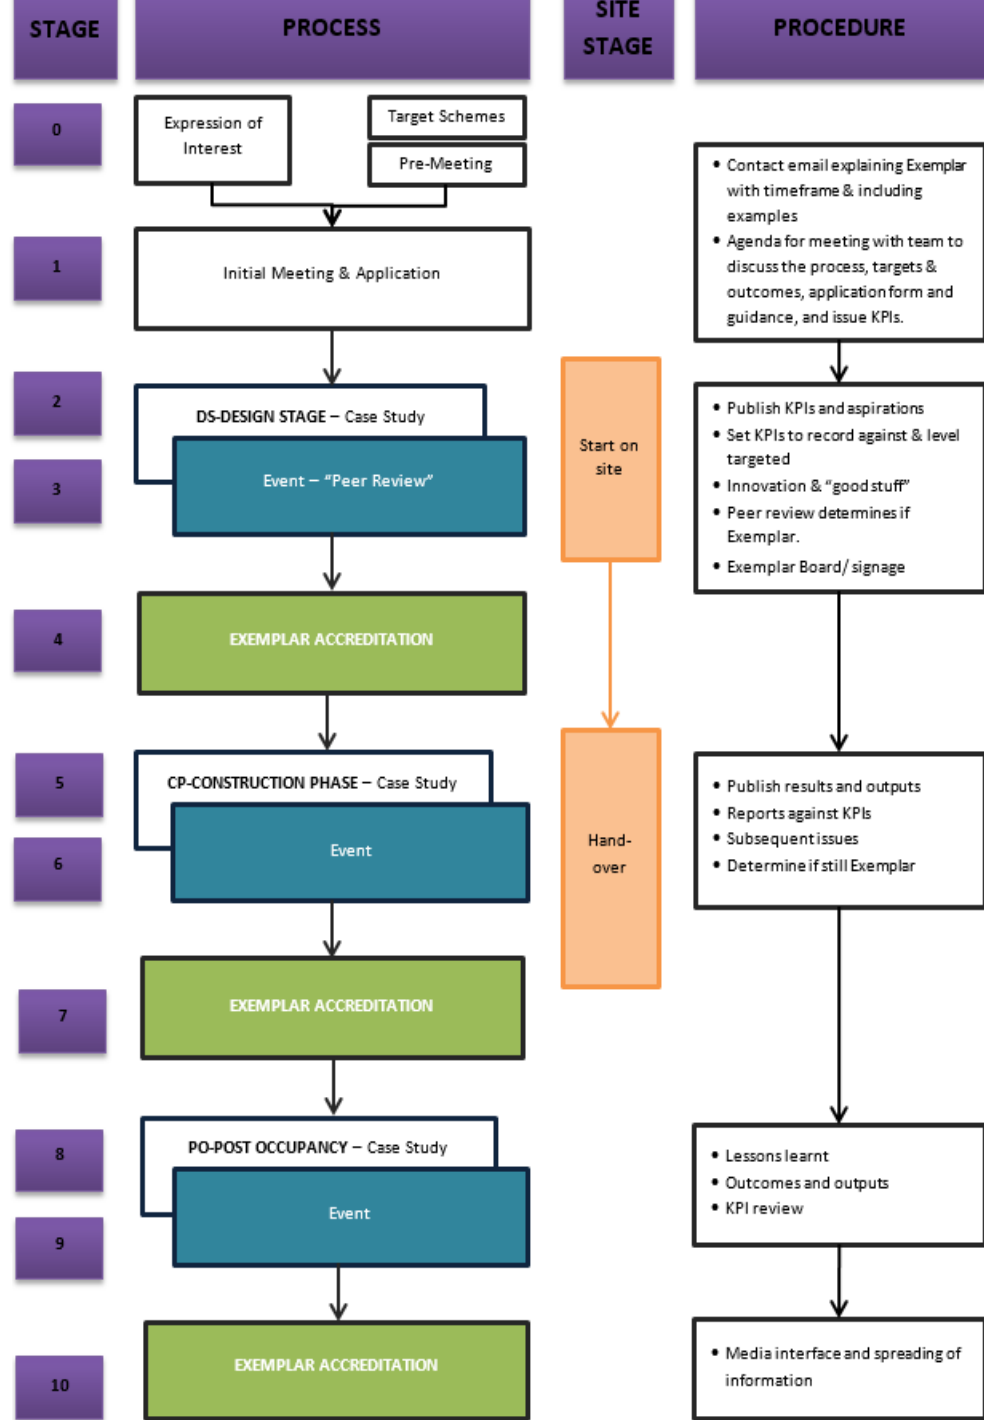 STAGE
PROCESS
SITE
STAGE
PROCEDURE
0
Expression of
Interest
Target Schemes
Pre-Meeting
1
Initial Meeting & Application
• Contact email explaining Exemplar
with timeframe & including
examples
• Agenda for meeting with team to
discuss the process, targets &
outcomes, application form and
guidance, and issue KPIs.
2
DS-DESIGN STAGE – Case Study
3
Event – “Peer Review”
Start on
site
• Publish KPIs and aspirations
• Set KPIs to record against & level
targeted
• Innovation & “good stuff”
• Peer review determines if
Exemplar.
• Exemplar Board/ signage
4
EXEMPLAR ACCREDITATION
5
CP-CONSTRUCTION PHASE – Case Study
6
Event
Hand-
over
• Publish results and outputs
• Reports against KPIs
• Subsequent issues
• Determine if still Exemplar
7
EXEMPLAR ACCREDITATION
8
PO-POST OCCUPANCY – Case Study
9
Event
• Lessons learnt
• Outcomes and outputs
• KPI review
10
EXEMPLAR ACCREDITATION
• Media interface and spreading of
information